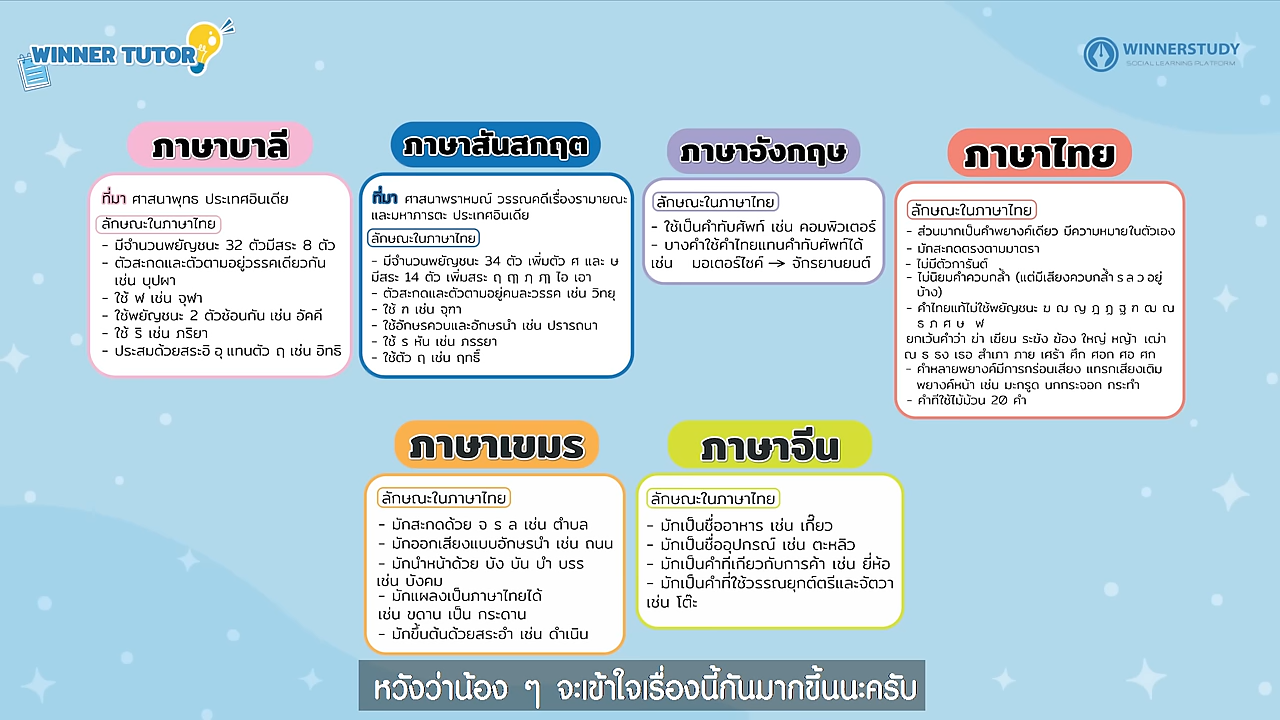 WINNER TUTOR
WINNERSTUDY
SOCIAL LEARNING PLATFORM
ภาษาบาลี
ที่มา ศาสนาพุทธ ประเทศอินเดีย
ลักษณะในภาษาไทย
- มีจำนวนพยัญชนะ 32 ตัวมีสระ 8 ตัว
- ตัวสะกดและตัวตามอยู่วรรคเดียวกัน
เช่น บุปผา
- ใช้ ฬ เช่น จุฬา
- ใช้พยัญชนะ 2 ตัวซ้อนกัน เช่น อัคคี
- ใช้ ริ เช่น ภริยา
- ประสมด้วยสระอิ อุ แทนตัว ฤ เช่น อิทธิ
ภาษาสันสกฤต
ที่มา ศาสนาพราหมณ์ วรรณคดีเรื่องรามายณะ
และมหาภารตะ ประเทศอินเดีย
ลักษณะในภาษาไทย
- มีจำนวนพยัญชนะ 34 ตัว เพิ่มตัว ศ และ ษ
มีสระ 14 ตัว เพิ่มสระ ฤ ฤๅ ฦ ฦๅ ไอ เอา
- ตัวสะกดและตัวตามอยู่คนละวรรค เช่น วิทยุ
- ใช้ ฑ เช่น จุฑา
- ใช้อักษรควบและอักษรนำ เช่น ปรารถนา
- ใช้ ร หัน เช่น ภรรยา
- ใช้ตัว ฤ เช่น ฤทธิ์
ภาษาอังกฤษ
ลักษณะในภาษาไทย
- ใช้เป็นคำทับศัพท์ เช่น คอมพิวเตอร์
- บางคำใช้คำไทยแทนคำทับศัพท์ได้
เช่น มอเตอร์ไซค์ → จักรยานยนต์
ภาษาไทย
ลักษณะในภาษาไทย
- ส่วนมากเป็นคำพยางค์เดียว มีความหมายในตัวเอง
- มักสะกดตรงตามมาตรา
- ไม่มีตัวการันต์
- ไม่นิยมคำควบกล้ำ (แต่มีเสียงควบกล้ำ ร ล ว อยู่
บ้าง)
- คำไทยแท้ไม่ใช้พยัญชนะ ฆ ณ ญ ฎ ฏ ฐ ฑ ฒ ณ
ธ ภ ศ ษ ฬ
ยกเว้นคำว่า ฆ่า เฆี่ยน ระฆัง ฆ้อง ใหญ่ หญ้า เฒ่า
ณ ธ ธง เธอ สำเภา ภาย เศร้า ศึก ศอก ศอ ศก
- คำหลายพยางค์มีการกร่อนเสียง แทรกเสียงเติม
พยางค์หน้า เช่น มะกรูด นกกระจอก กระทำ
- คำที่ใช้ไม้ม้วน 20 คำ
ภาษาเขมร
ลักษณะในภาษาไทย
- มักสะกดด้วย จ ร ล เช่น ตำบล
- มักออกเสียงแบบอักษรนำ เช่น ถนน
- มักนำหน้าด้วย บัง บัน บำ บรร
เช่น บังคม
- มักแผลงเป็นภาษาไทยได้
เช่น ขดาน เป็น กระดาน
- มักขึ้นต้นด้วยสระอำ เช่น ดำเนิน
ภาษาจีน
ลักษณะในภาษาไทย
- มักเป็นชื่ออาหาร เช่น เกี๊ยว
- มักเป็นชื่ออุปกรณ์ เช่น ตะหลิว
- มักเป็นคำที่เกี่ยวกับการค้า เช่น ยี่ห้อ
- มักเป็นคำที่ใช้วรรณยุกต์ตรีและจัตวา
เช่น โต๊ะ
หวังว่าน้อง ๆ จะเข้าใจเรื่องนี้กันมากขึ้นนะครับ